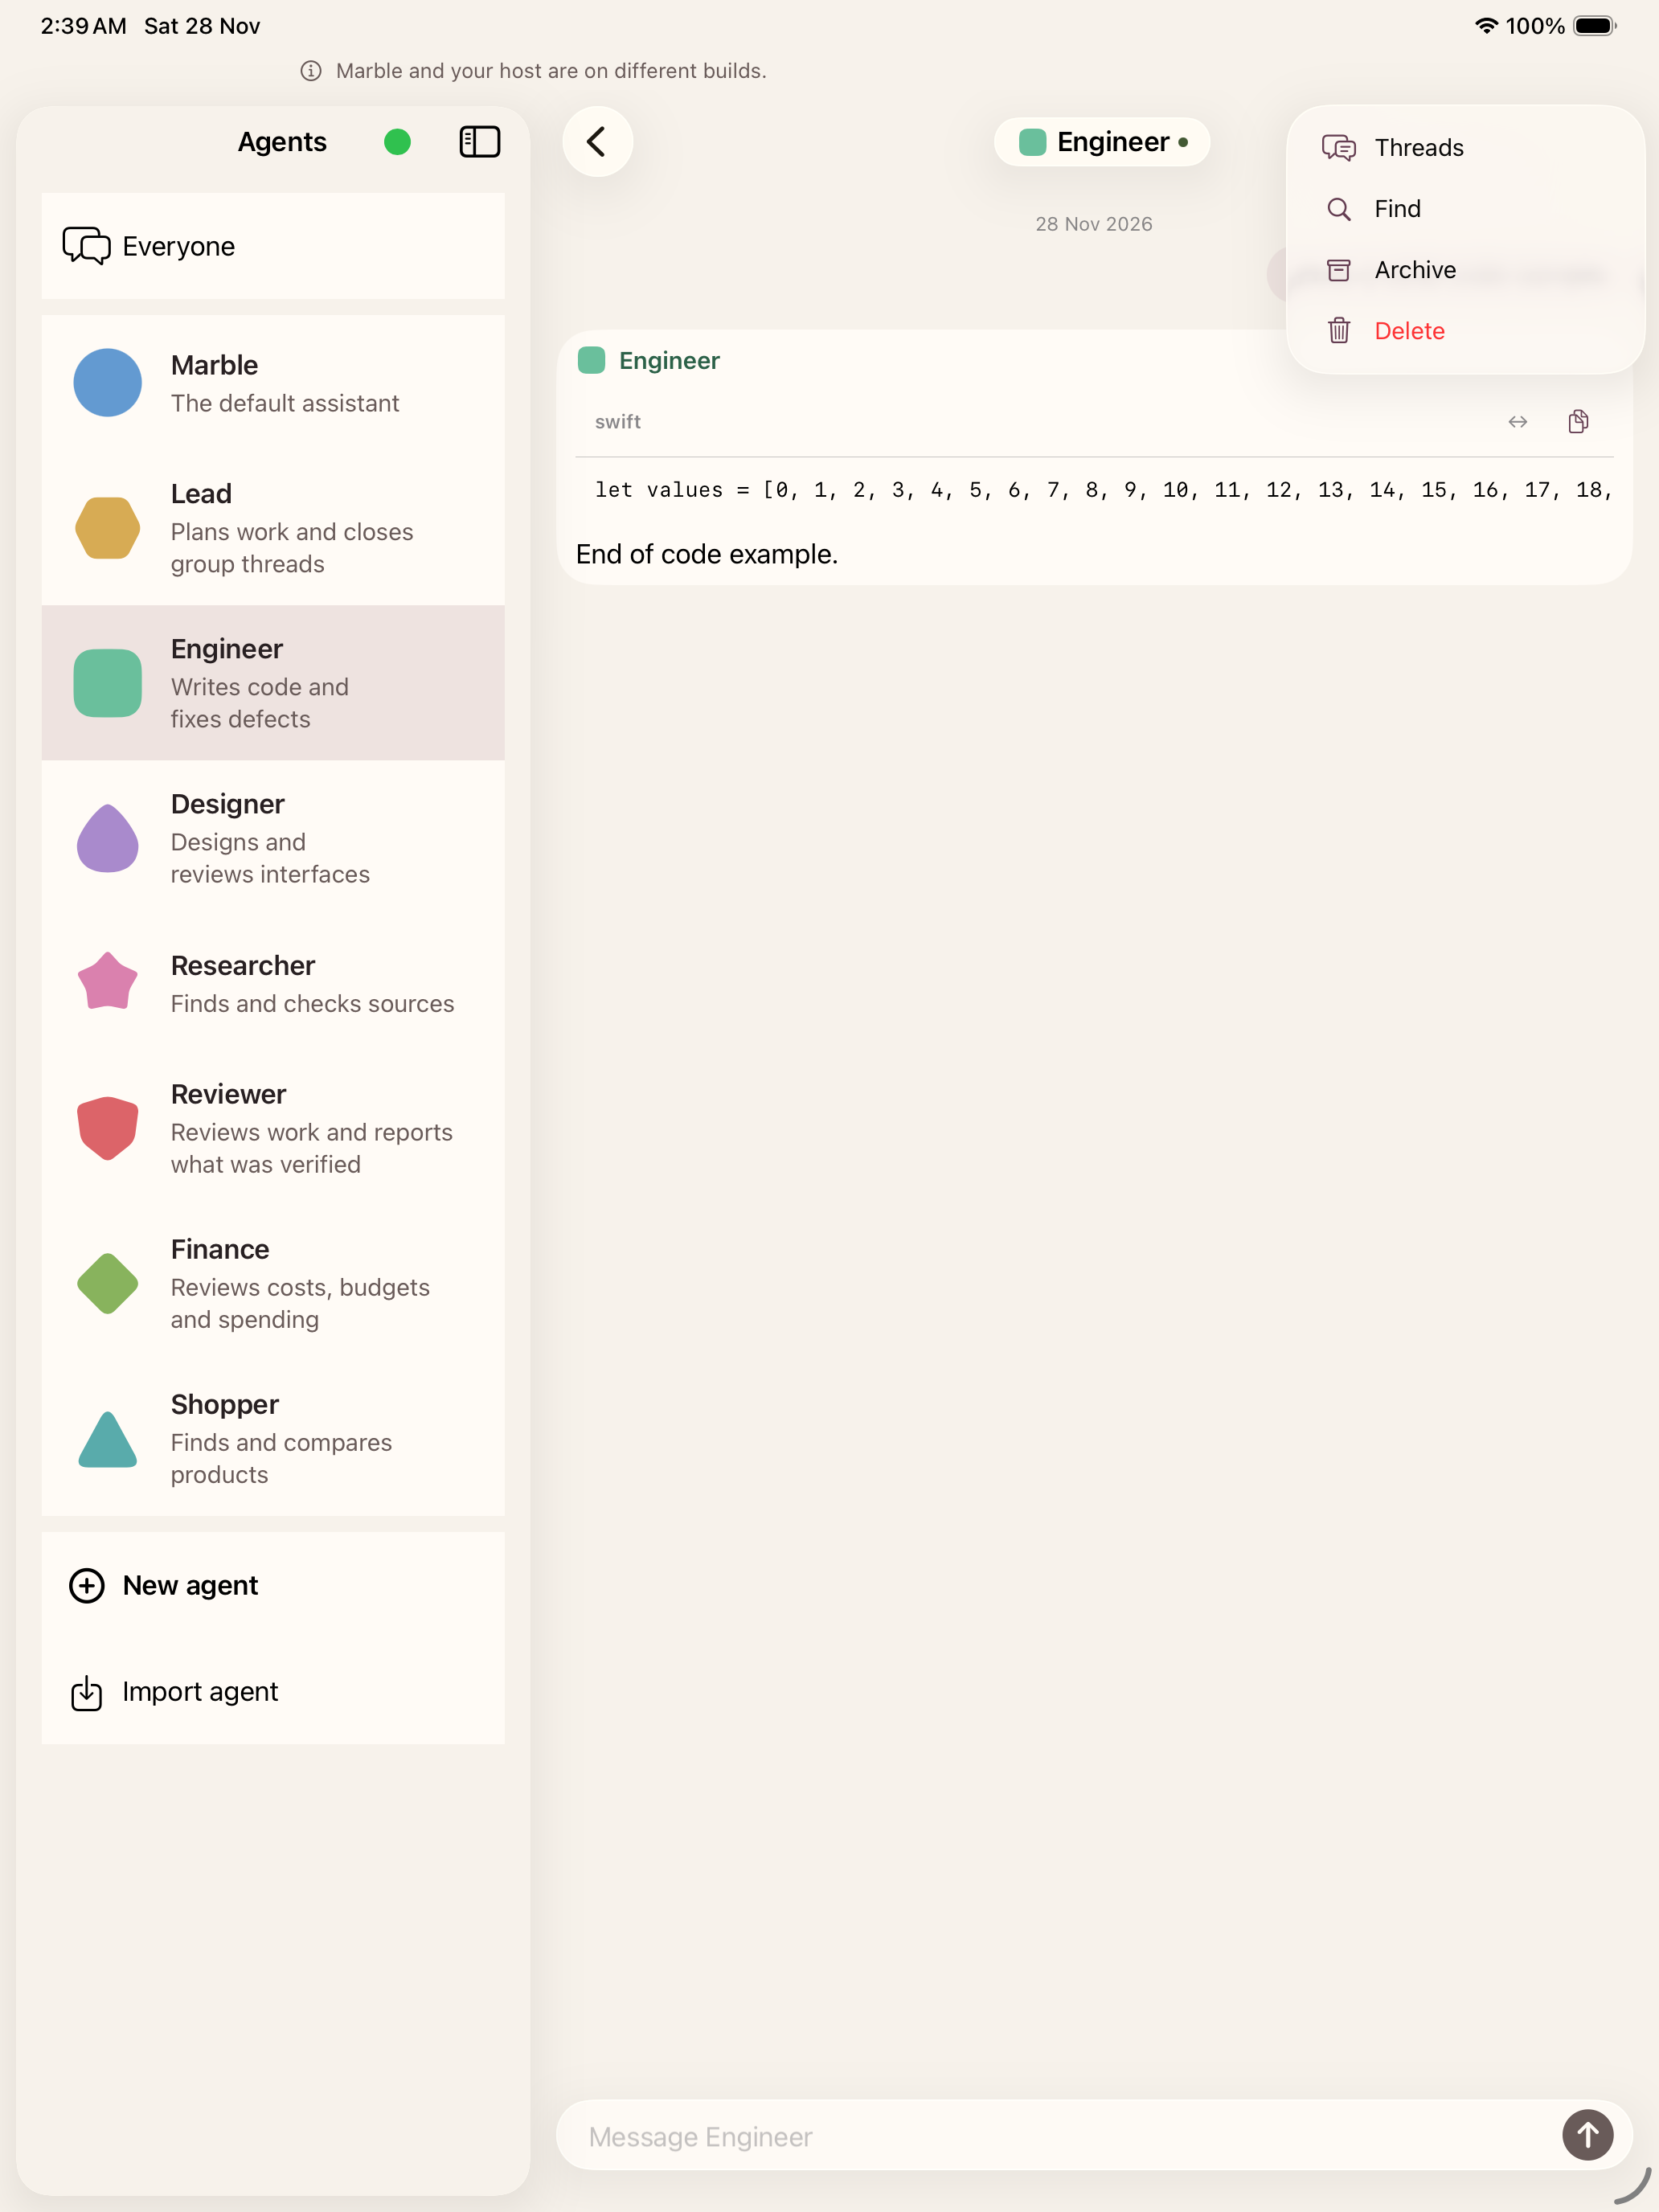 2:39 AM Sat 28 Nov
100%
Marble and your host are on different builds.
Agents
Everyone
Marble
The default assistant
Lead
Plans work and closes
group threads
Engineer
Writes code and
fixes defects
Designer
Designs and
reviews interfaces
Researcher
Finds and checks sources
Reviewer
Reviews work and reports
what was verified
Finance
Reviews costs, budgets
and spending
Shopper
Finds and compares
products
New agent
Import agent
Engineer
28 Nov 2026
Threads
Find
Archive
Delete
Engineer
swift
let values = [0, 1, 2, 3, 4, 5, 6, 7, 8, 9, 10, 11, 12, 13, 14, 15, 16, 17, 18,
End of code example.
Message Engineer